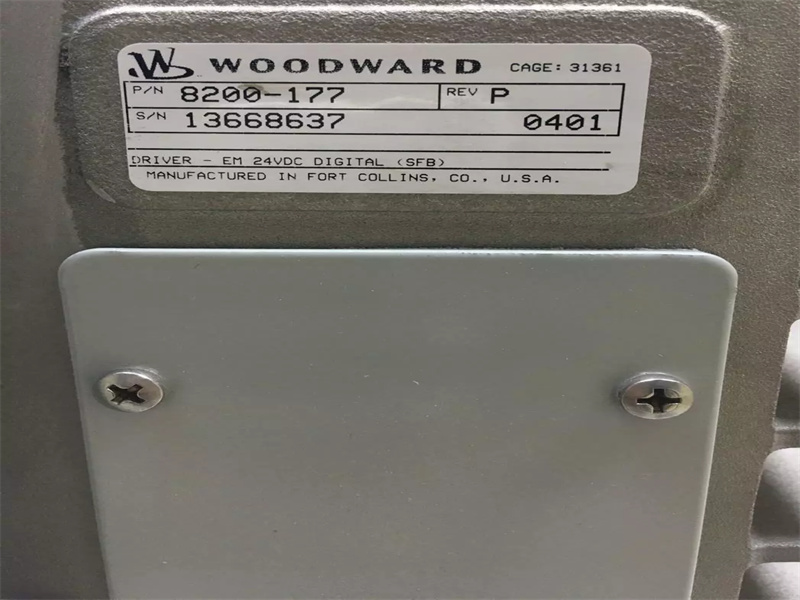 WOODWARD CAGE: 31361
P/N 8200-177 REV P
S/N 13668637 0401
DRIVER - EM 24VDC DIGITAL (SFB)
MANUFACTURED IN FORT COLLINS, CO., U.S.A.